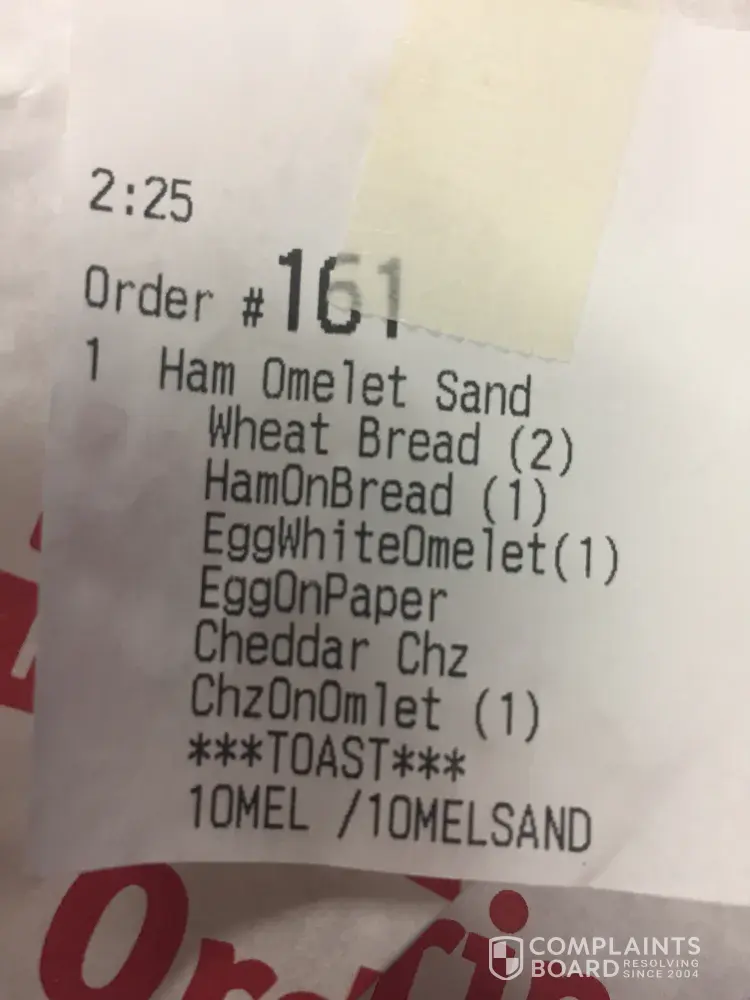 2:25
Order #161
1 Ham Omelet Sand
Wheat Bread (2)
HamOnBread (1)
EggWhiteOmelet(1)
EggOnPaper
Cheddar Chz
ChzOnOmlet (1)
***TOAST***
1OMEL /1OMELSAND
COMPLAINTS
BOARD RESOLVING
SINCE 2004